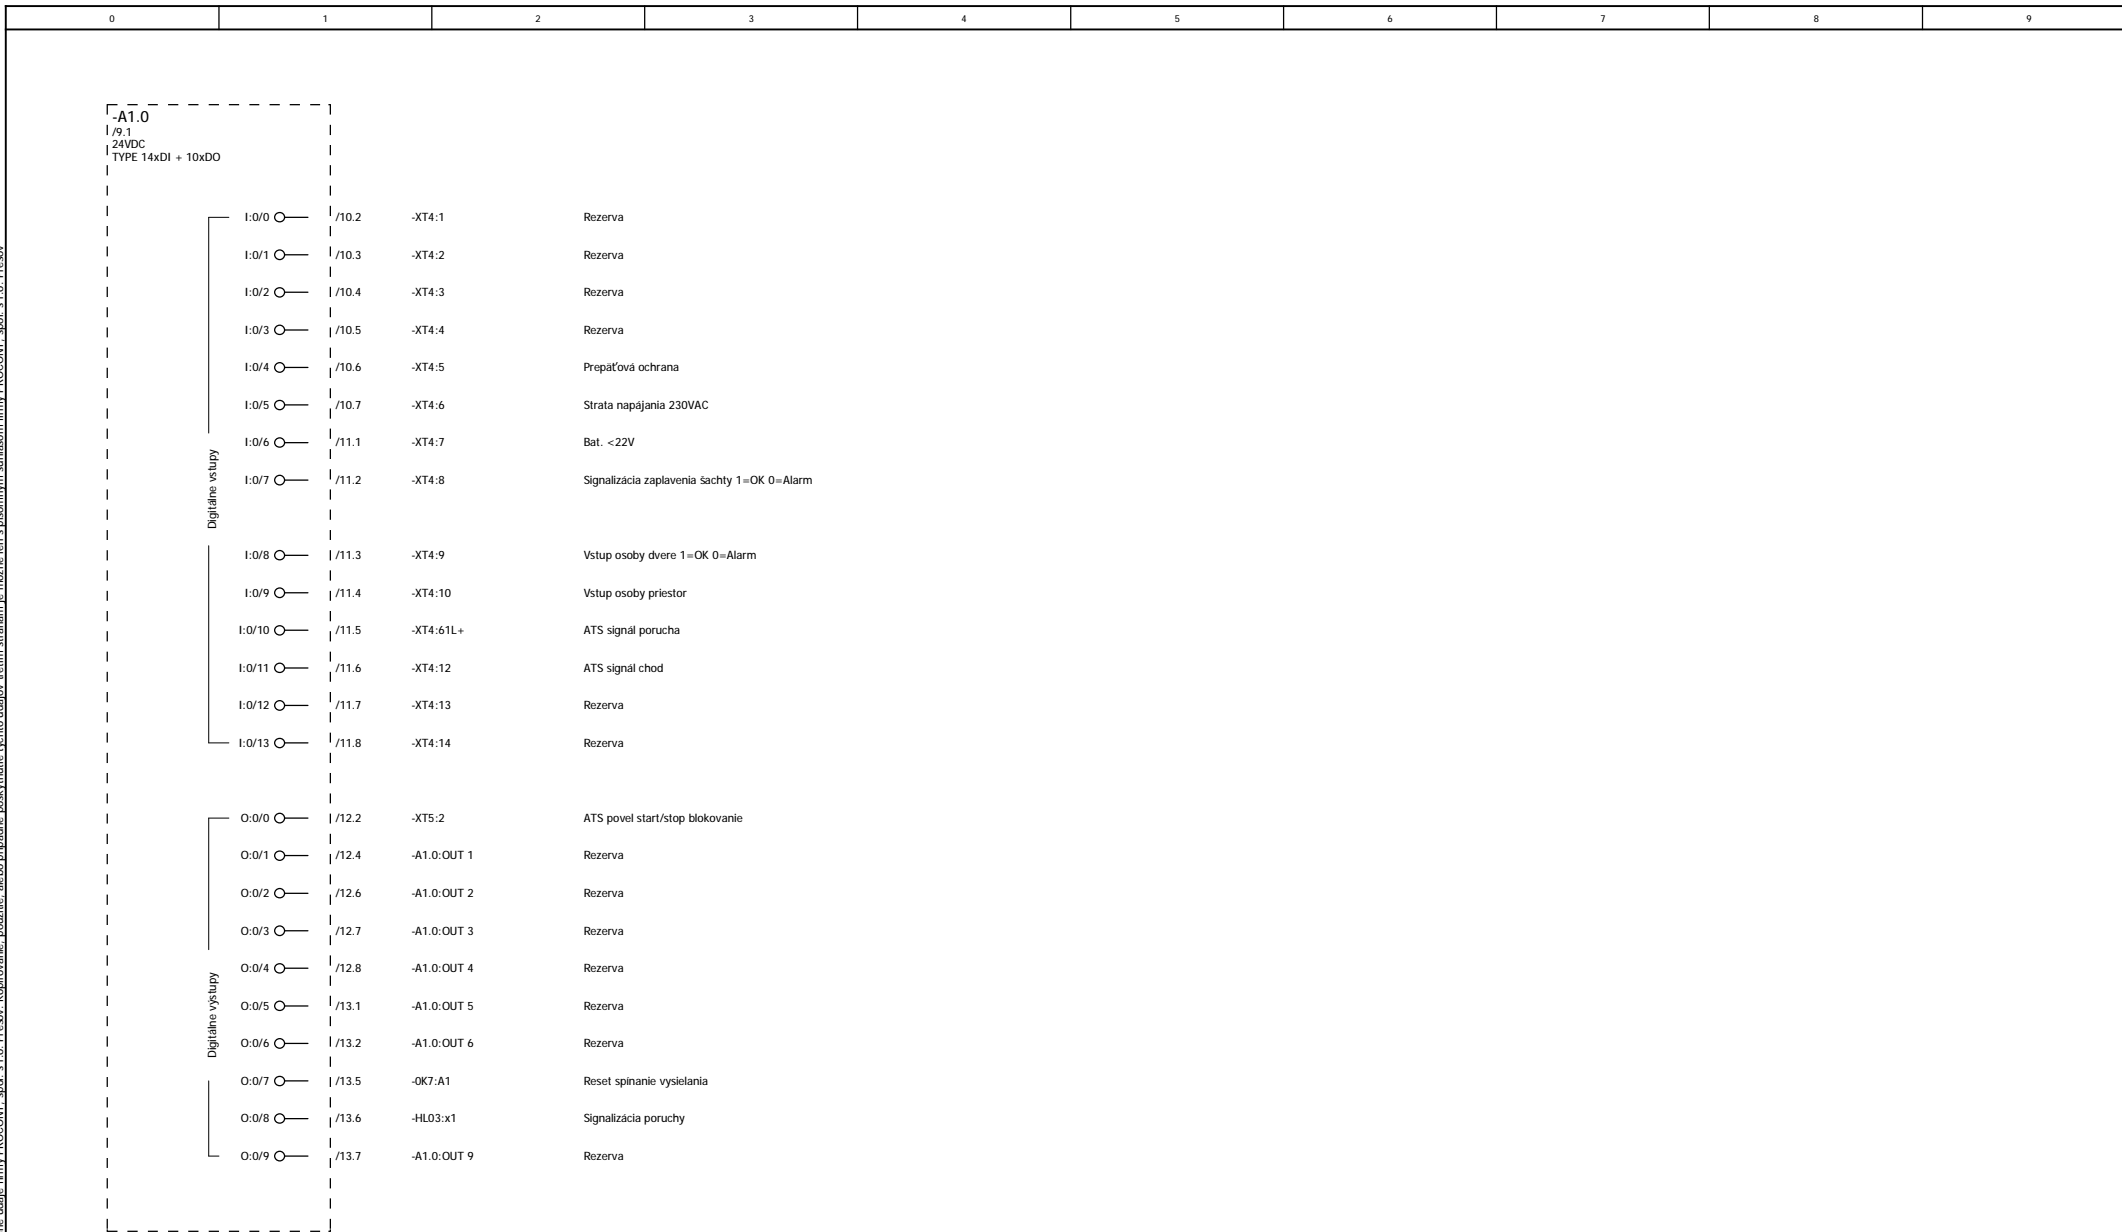 0 1 2 3 4 5 6 7 8 9
-A1.0
/9.1
24VDC
TYPE 14xDI + 10xDO
I:0/0 /10.2 -XT4:1 Rezerva
I:0/1 /10.3 -XT4:2 Rezerva
I:0/2 /10.4 -XT4:3 Rezerva
I:0/3 /10.5 -XT4:4 Rezerva
I:0/4 /10.6 -XT4:5 Prepäťová ochrana
I:0/5 /10.7 -XT4:6 Strata napájania 230VAC
I:0/6 /11.1 -XT4:7 Bat. <22V
I:0/7 /11.2 -XT4:8 Signalizácia zaplavenia šachty 1=OK 0=Alarm
Digitálne vstupy
I:0/8 /11.3 -XT4:9 Vstup osoby dvere 1=OK 0=Alarm
I:0/9 /11.4 -XT4:10 Vstup osoby priestor
I:0/10 /11.5 -XT4:61L+ ATS signál porucha
I:0/11 /11.6 -XT4:12 ATS signál chod
I:0/12 /11.7 -XT4:13 Rezerva
I:0/13 /11.8 -XT4:14 Rezerva
O:0/0 /12.2 -XT5:2 ATS povel start/stop blokovanie
O:0/1 /12.4 -A1.0:OUT 1 Rezerva
O:0/2 /12.6 -A1.0:OUT 2 Rezerva
O:0/3 /12.7 -A1.0:OUT 3 Rezerva
O:0/4 /12.8 -A1.0:OUT 4 Rezerva
O:0/5 /13.1 -A1.0:OUT 5 Rezerva
Digitálne výstupy
O:0/6 /13.2 -A1.0:OUT 6 Rezerva
O:0/7 /13.5 -0K7:A1 Reset spínanie vysielania
O:0/8 /13.6 -HL03:x1 Signalizácia poruchy
O:0/9 /13.7 -A1.0:OUT 9 Rezerva